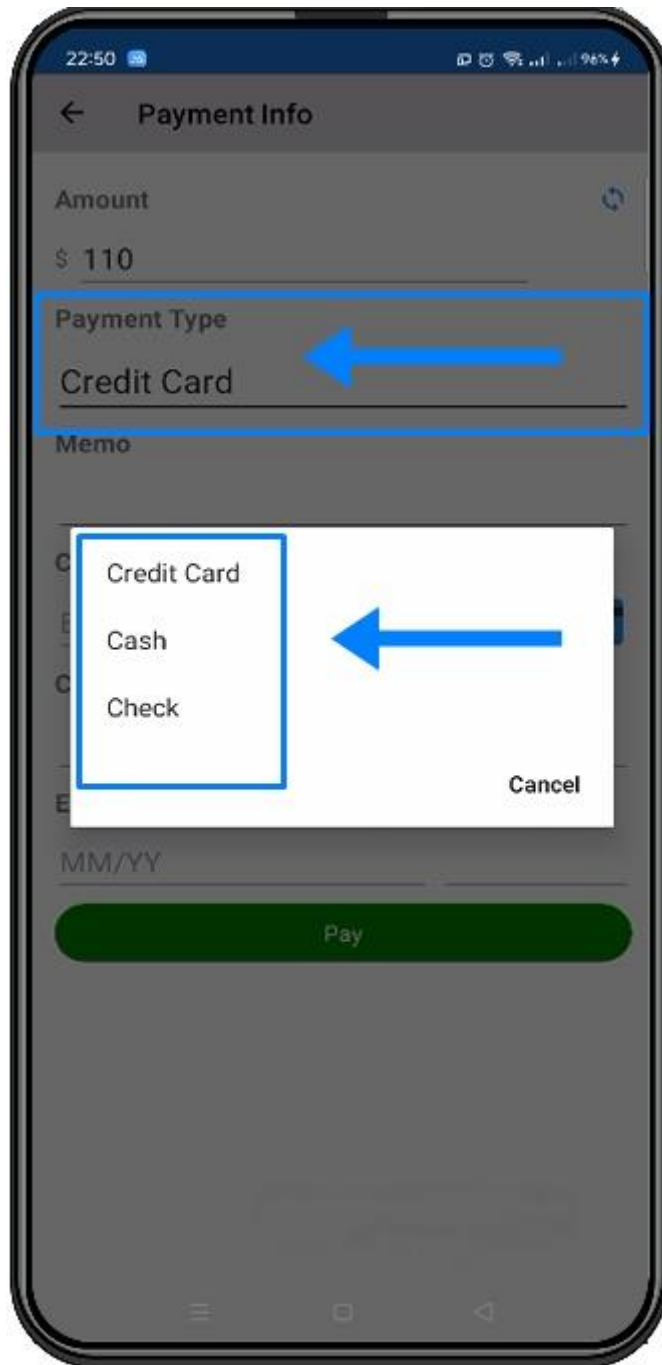 22:50
96%
Payment Info
Amount
$ 110
Payment Type
Credit Card
Memo
C
Credit Card
E
Cash
C
Check
Cancel
E
MM/YY
Pay